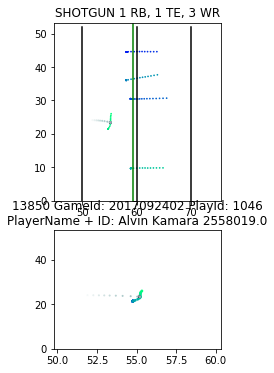 SHOTGUN 1 RB, 1 TE, 3 WR
50
40
30
20
10
0
50 60 70
13850 GameId: 2017092402 PlayId: 1046
PlayerName + ID: Alvin Kamara 2558019.0
40
20
0
50.0 52.5 55.0 57.5 60.0